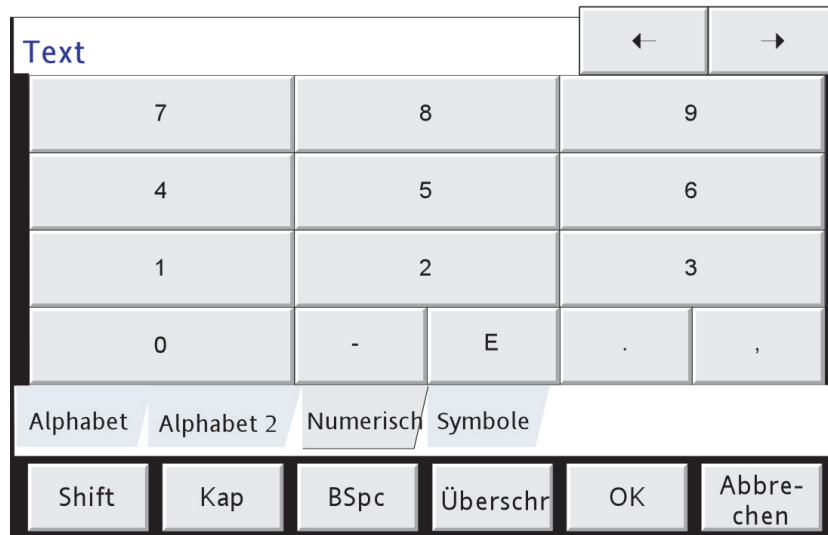 Text ← →
7 8 9
4 5 6
1 2 3
0 - E . ,
Alphabet Alphabet 2 Numerisch Symbole
Shift Kap BSpc Überschr OK Abbre-
chen